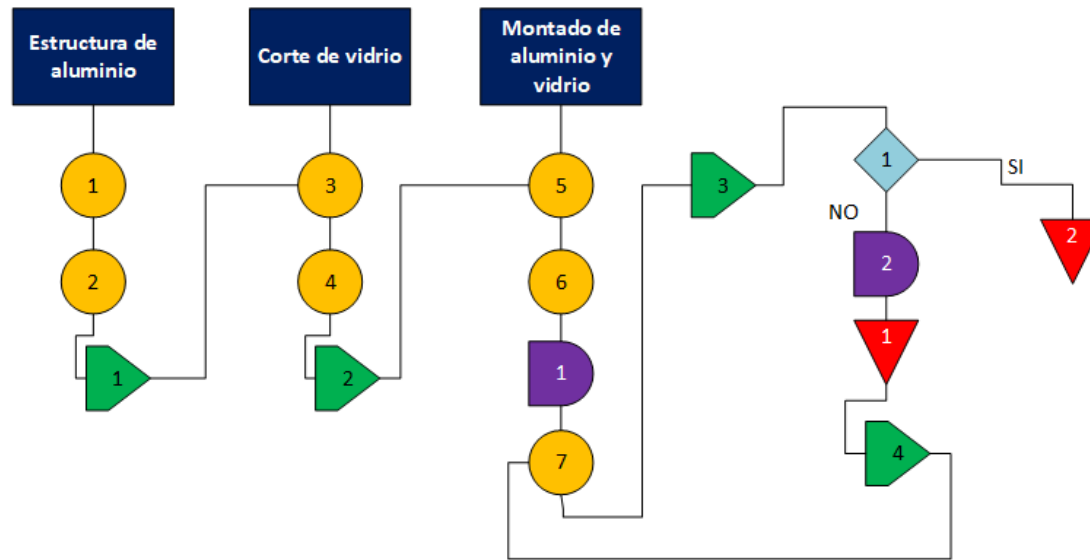 Estructura de
aluminio
Corte de vidrio
Montado de
aluminio y
vidrio
1
3
5
3
1
SI
NO
2
2
4
6
2
1
1
2
1
7
4